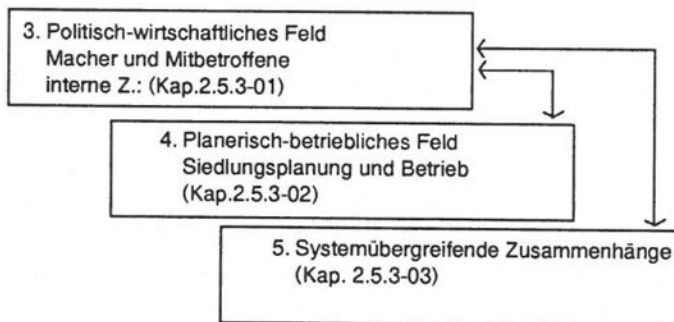 3. Politisch-wirtschaftliches Feld
Macher und Mitbetroffene
interne Z.: (Kap.2.5.3-01)
4. Planerisch-betriebliches Feld
Siedlungsplanung und Betrieb
(Kap.2.5.3-02)
5. Systemübergreifende Zusammenhänge
(Kap. 2.5.3-03)